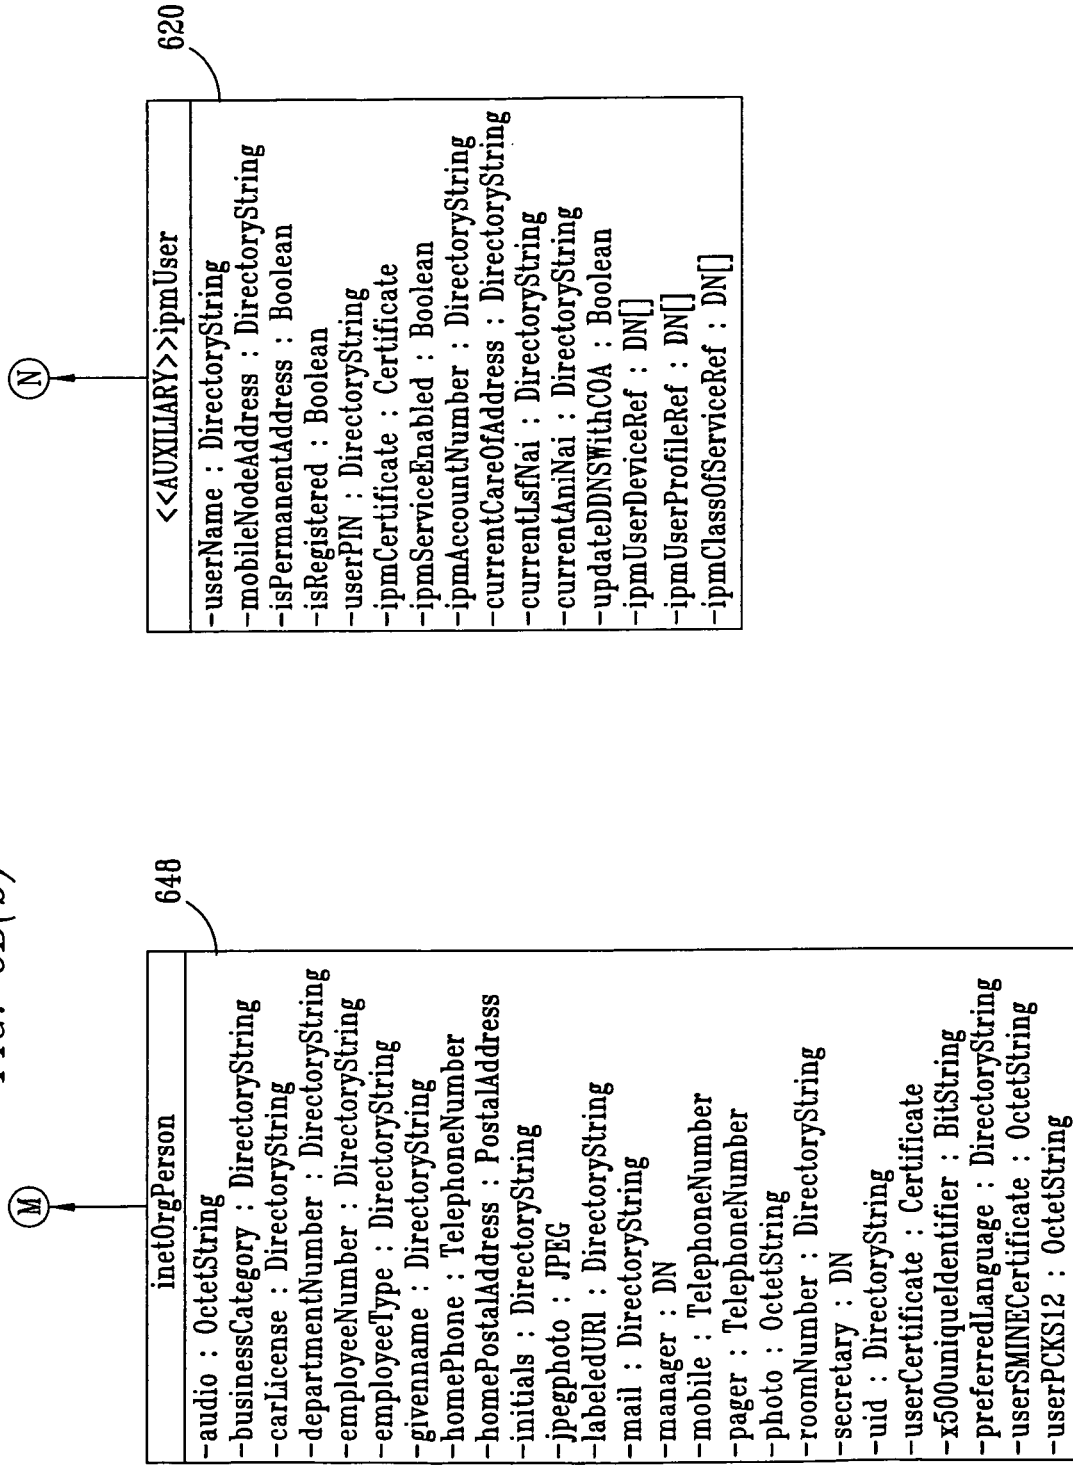 M
inetOrgPerson
648
-audio : OctetString
-businessCategory : DirectoryString
-carLicense : DirectoryString
-departmentNumber : DirectoryString
-employeeNumber : DirectoryString
-employeeType : DirectoryString
-givenname : DirectoryString
-homePhone : TelephoneNumber
-homePostalAddress : PostalAddress
-initials : DirectoryString
-jpegphoto : JPEG
-labeledURI : DirectoryString
-mail : DirectoryString
-manager : DN
-mobile : TelephoneNumber
-pager : TelephoneNumber
-photo : OctetString
-roomNumber : DirectoryString
-secretary : DN
-uid : DirectoryString
-userCertificate : Certificate
-x500uniqueIdentifier : BitString
-preferredLanguage : DirectoryString
-userSMINECertificate : OctetString
-userPCKS12 : OctetString
N
<<AUXILIARY>>ipmUser
620
-userName : DirectoryString
-mobileNodeAddress : DirectoryString
-isPermanentAddress : Boolean
-isRegistered : Boolean
-userPIN : DirectoryString
-ipmCertificate : Certificate
-ipmServiceEnabled : Boolean
-ipmAccountNumber : DirectoryString
-currentCareOfAddress : DirectoryString
-currentLsfNai : DirectoryString
-currentAniNai : DirectoryString
-updateDDNSWithCOA : Boolean
-ipmUserDeviceRef : DN[]
-ipmUserProfileRef : DN[]
-ipmClassOfServiceRef : DN[]